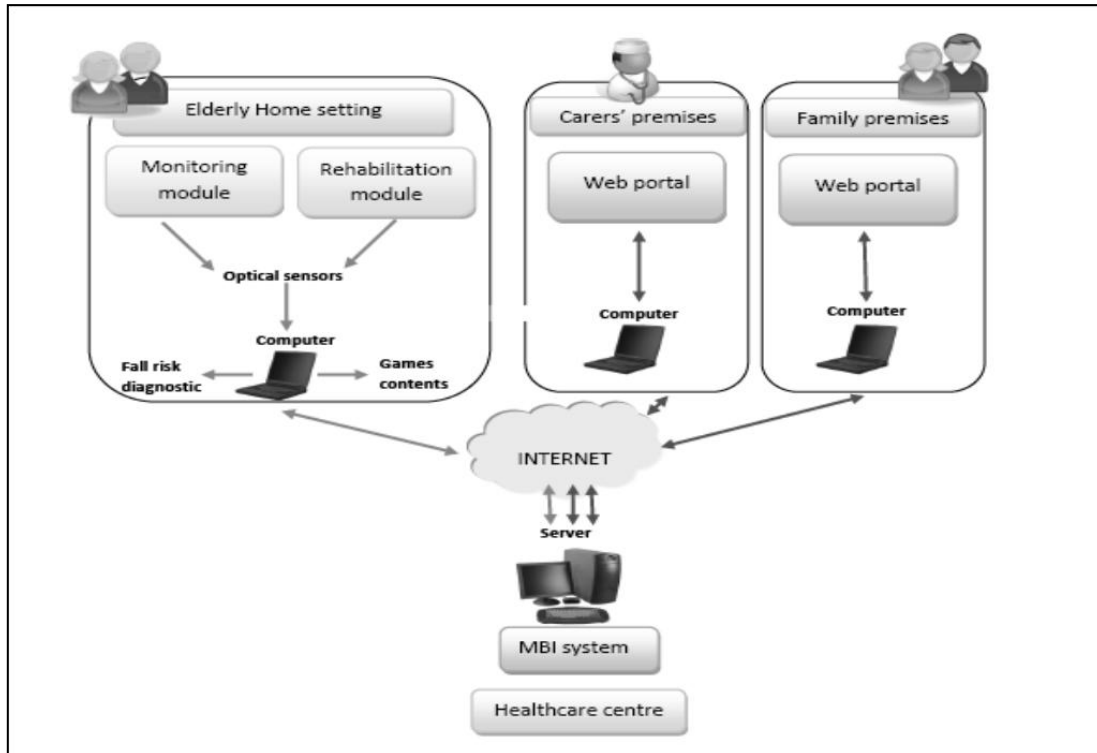 Elderly Home setting
Monitoring
module
Rehabilitation
module
Optical sensors
Computer
Fall risk
diagnostic
Games
contents
Carers' premises
Web portal
Computer
Family premises
Web portal
Computer
INTERNET
Server
MBI system
Healthcare centre